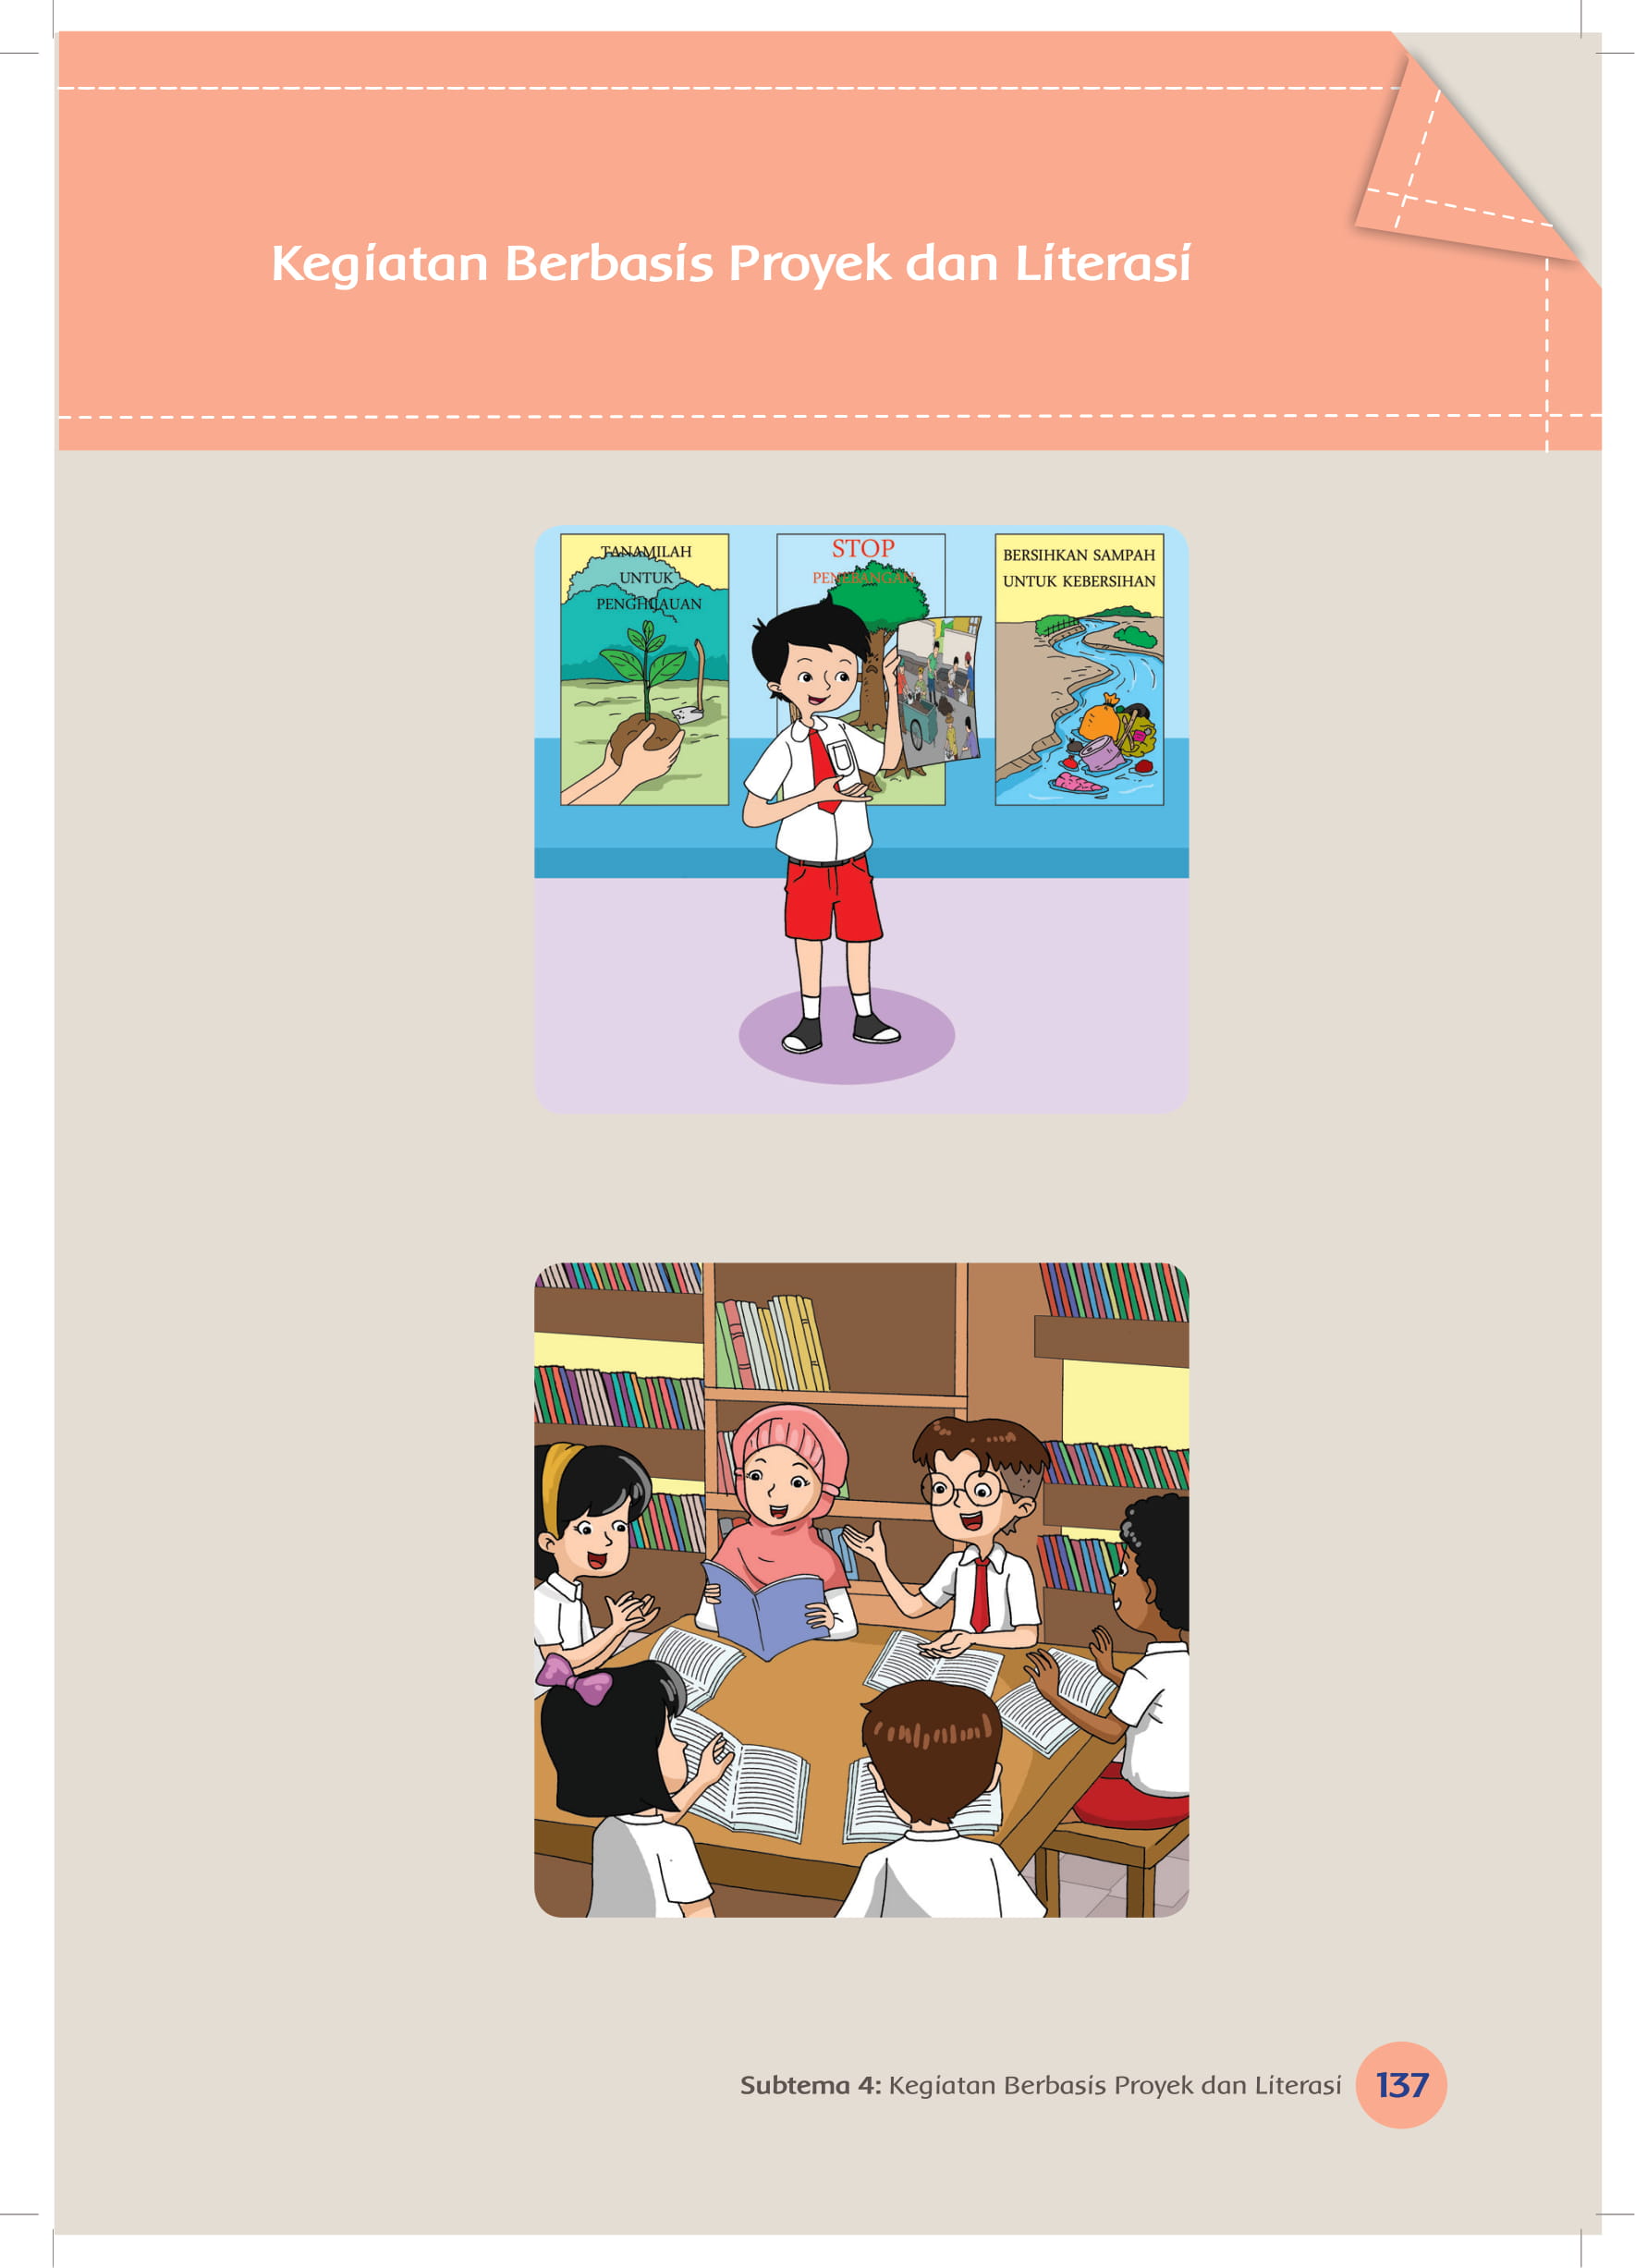 Kegiatan Berbasis Proyek dan Literasi
TANAMILAH
UNTUK
PENGHIJAUAN
STOP
PENEBANGAN
BERSIHKAN SAMPAH
UNTUK KEBERSIHAN
Subtema 4: Kegiatan Berbasis Proyek dan Literasi 137